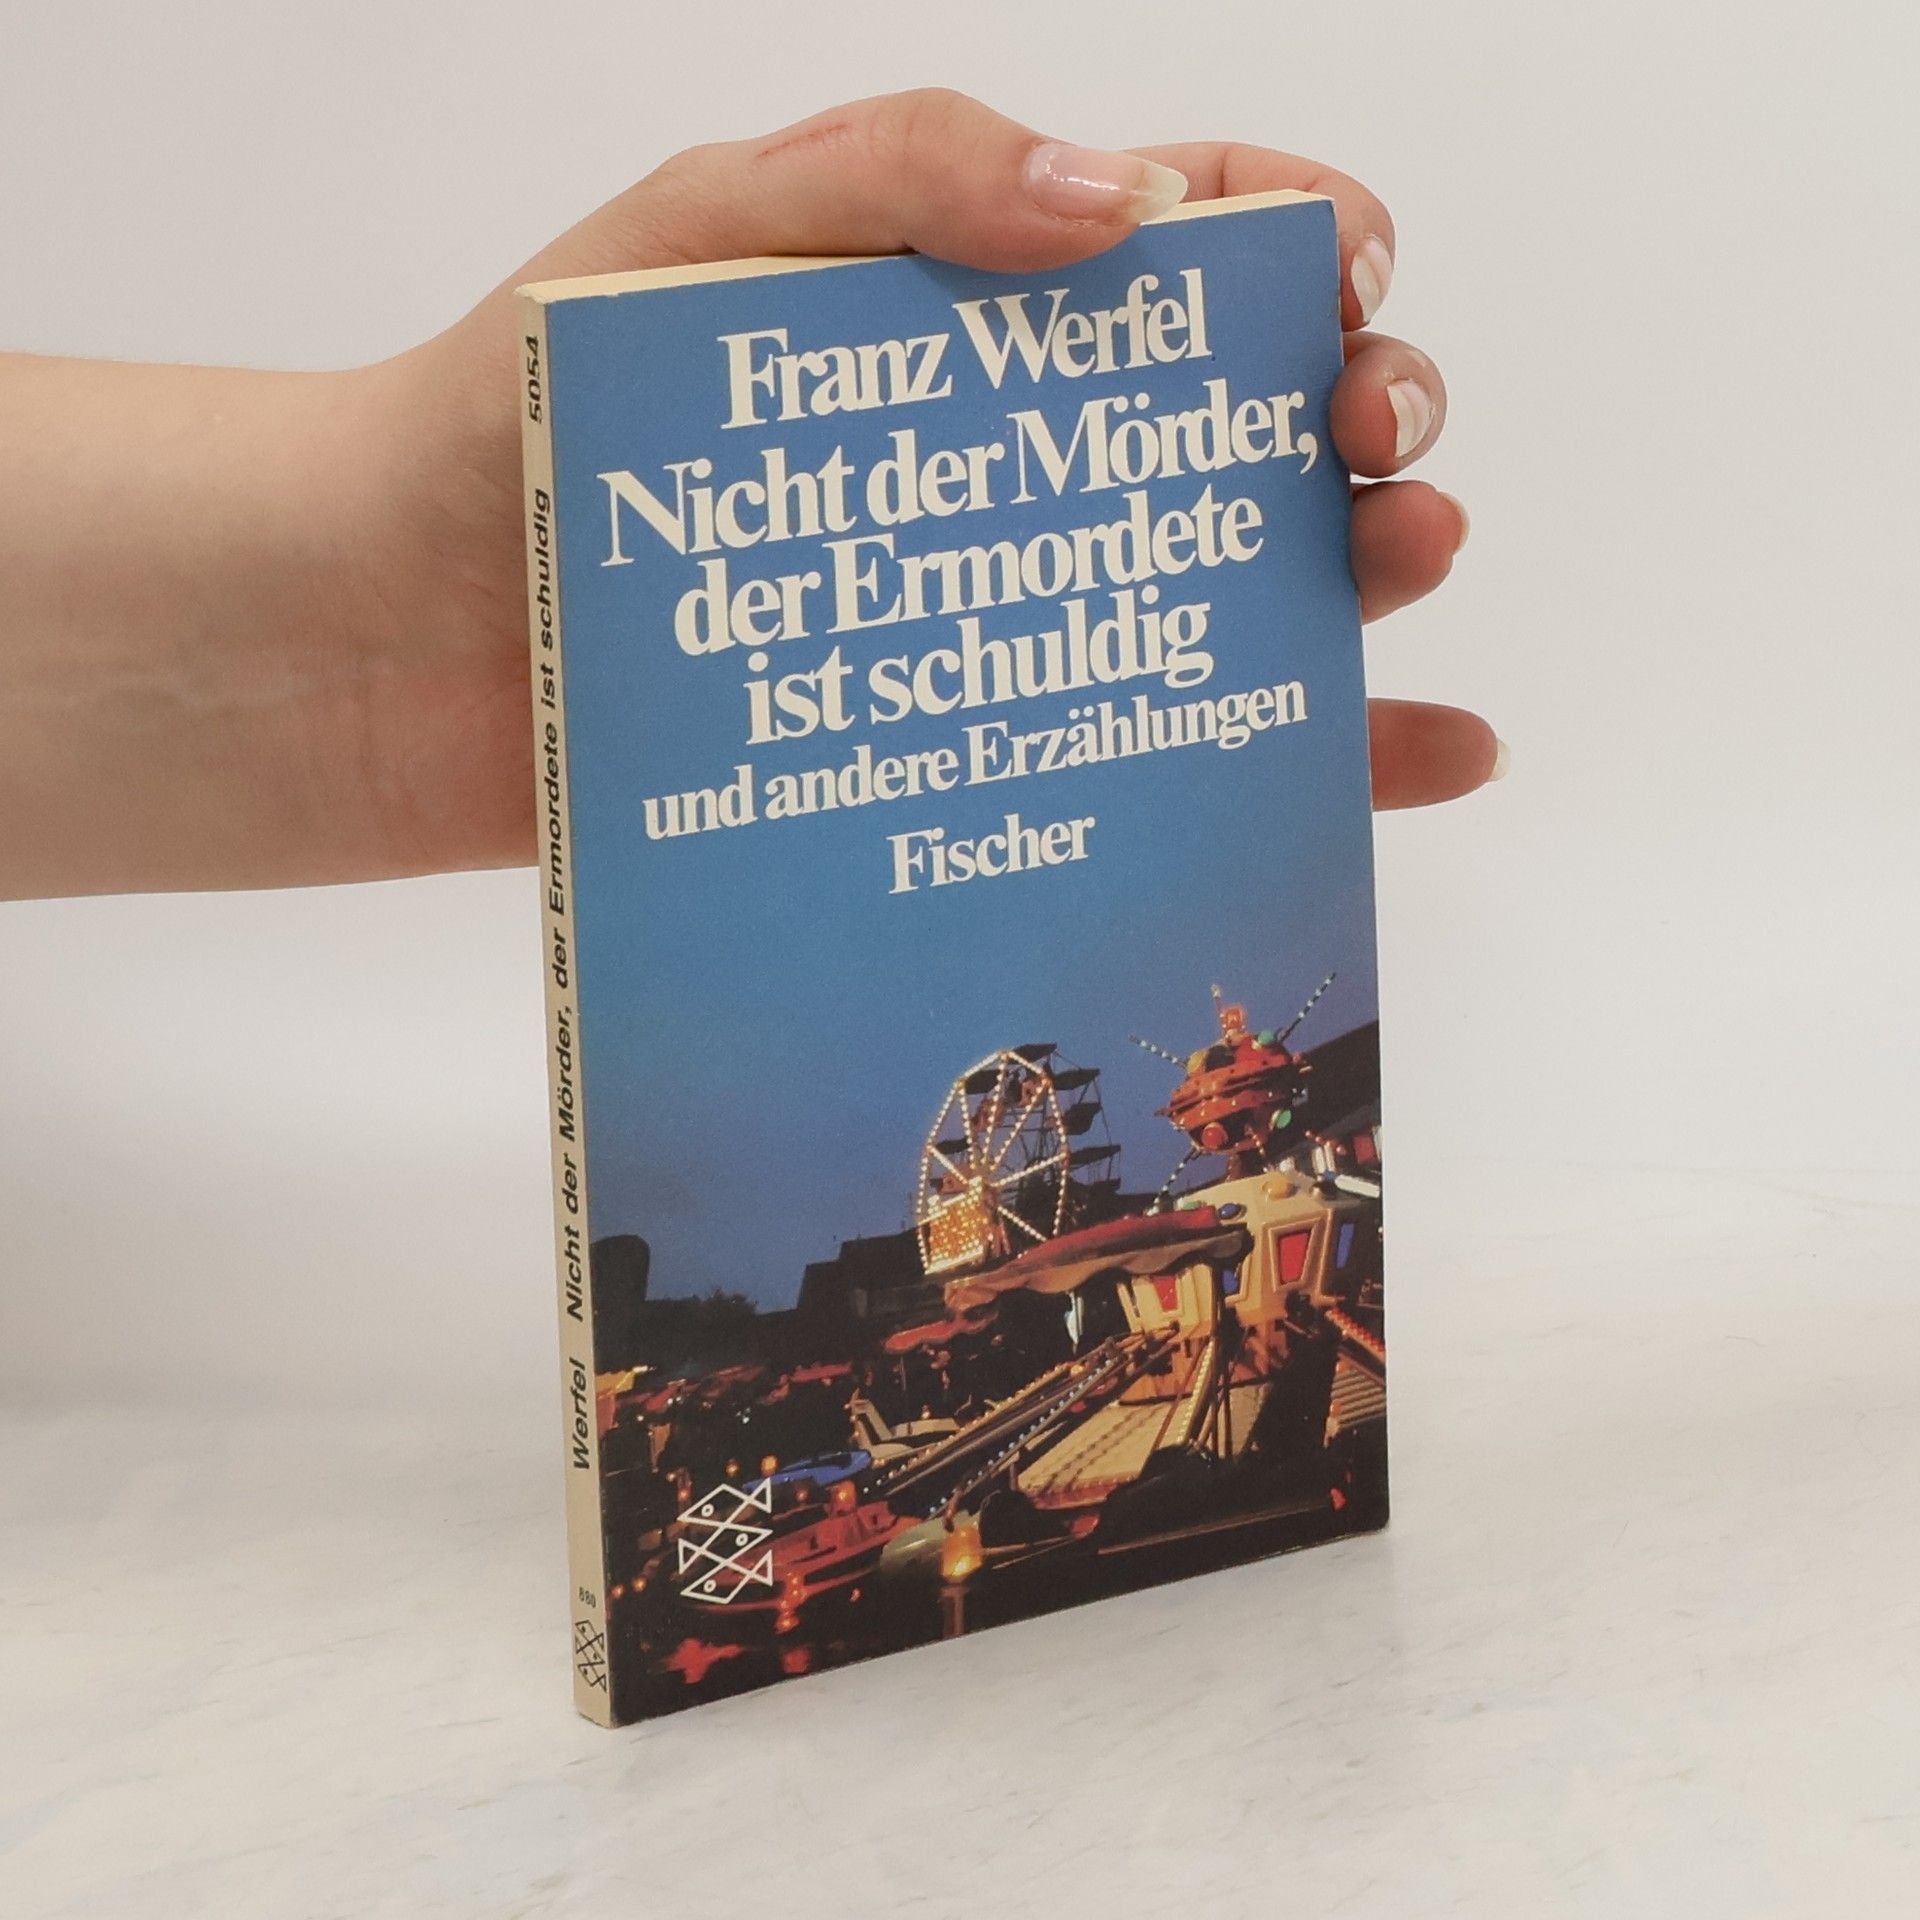 Franz Werfel
Nicht der Mörder,
der Ermordete
ist schuldig
und andere Erzählungen
Fischer
Werfel Nicht der Mörder, der Ermordete ist schuldig 5054
880